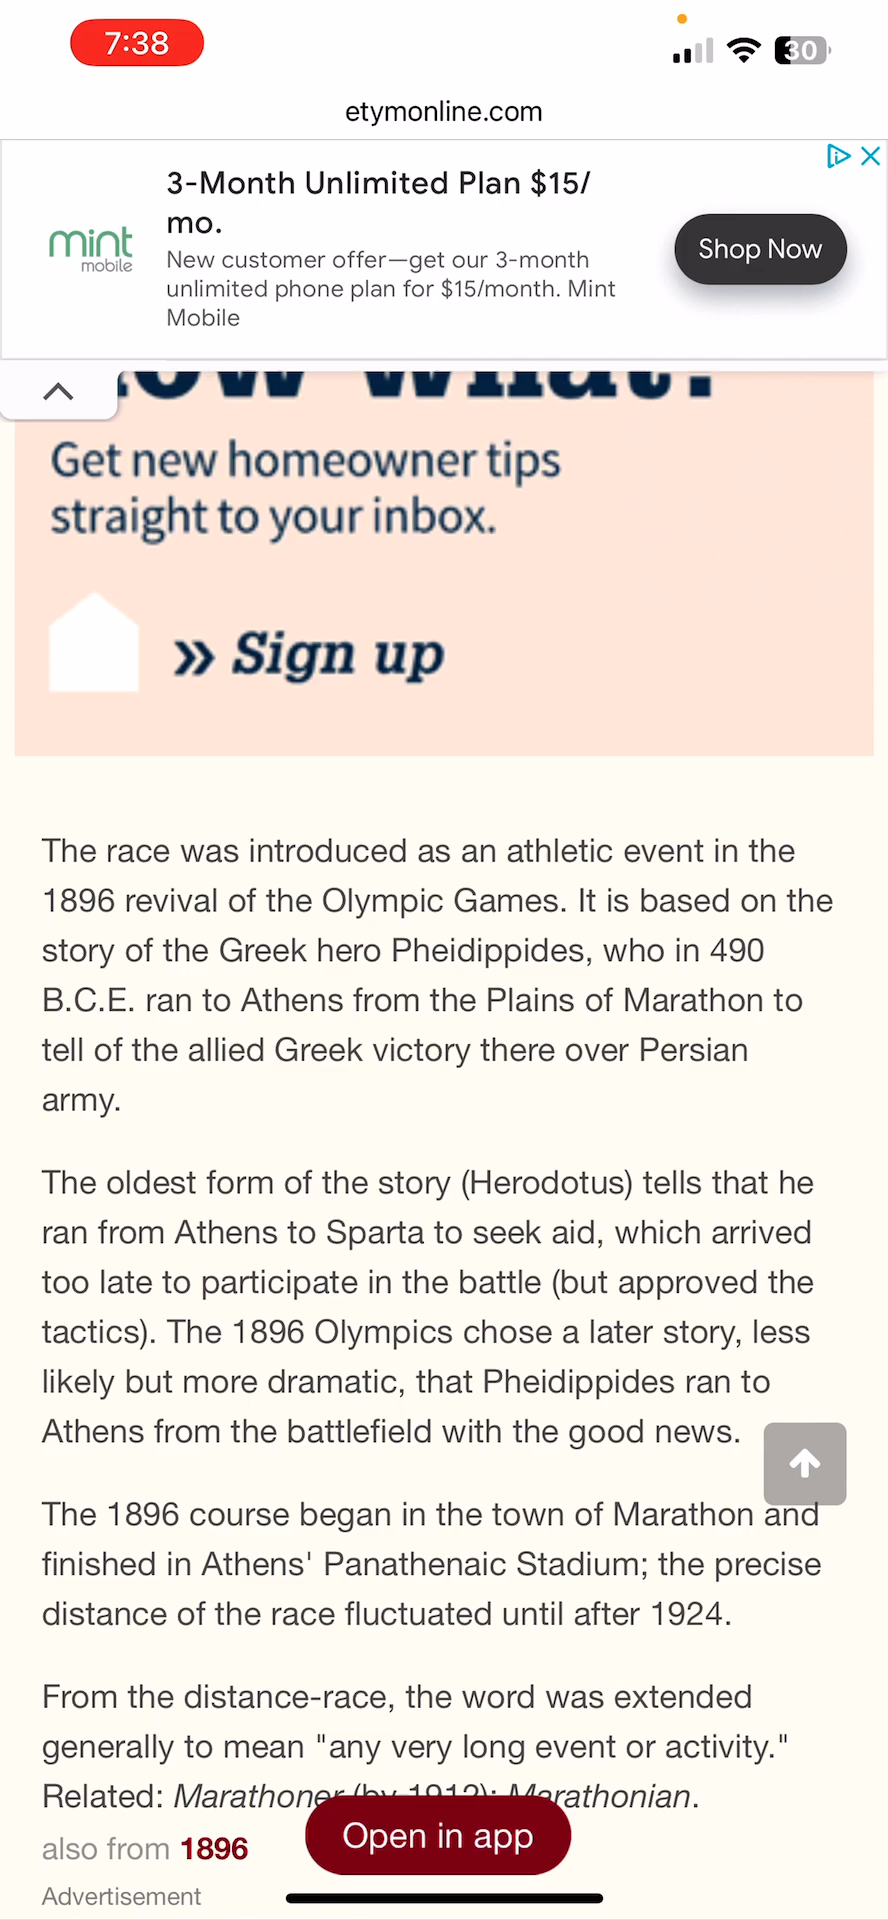 7:38
30
etymonline.com
3-Month Unlimited Plan $15/
mo.
mint
mobile
New customer offer—get our 3-month
unlimited phone plan for $15/month. Mint
Mobile
Shop Now
what?
Get new homeowner tips
straight to your inbox.
» Sign up
The race was introduced as an athletic event in the
1896 revival of the Olympic Games. It is based on the
story of the Greek hero Pheidippides, who in 490
B.C.E. ran to Athens from the Plains of Marathon to
tell of the allied Greek victory there over Persian
army.
The oldest form of the story (Herodotus) tells that he
ran from Athens to Sparta to seek aid, which arrived
too late to participate in the battle (but approved the
tactics). The 1896 Olympics chose a later story, less
likely but more dramatic, that Pheidippides ran to
Athens from the battlefield with the good news.
The 1896 course began in the town of Marathon and
finished in Athens' Panathenaic Stadium; the precise
distance of the race fluctuated until after 1924.
From the distance-race, the word was extended
generally to mean "any very long event or activity."
Related: Marathoner (by 1912); Marathonian.
also from 1896
Open in app
Advertisement